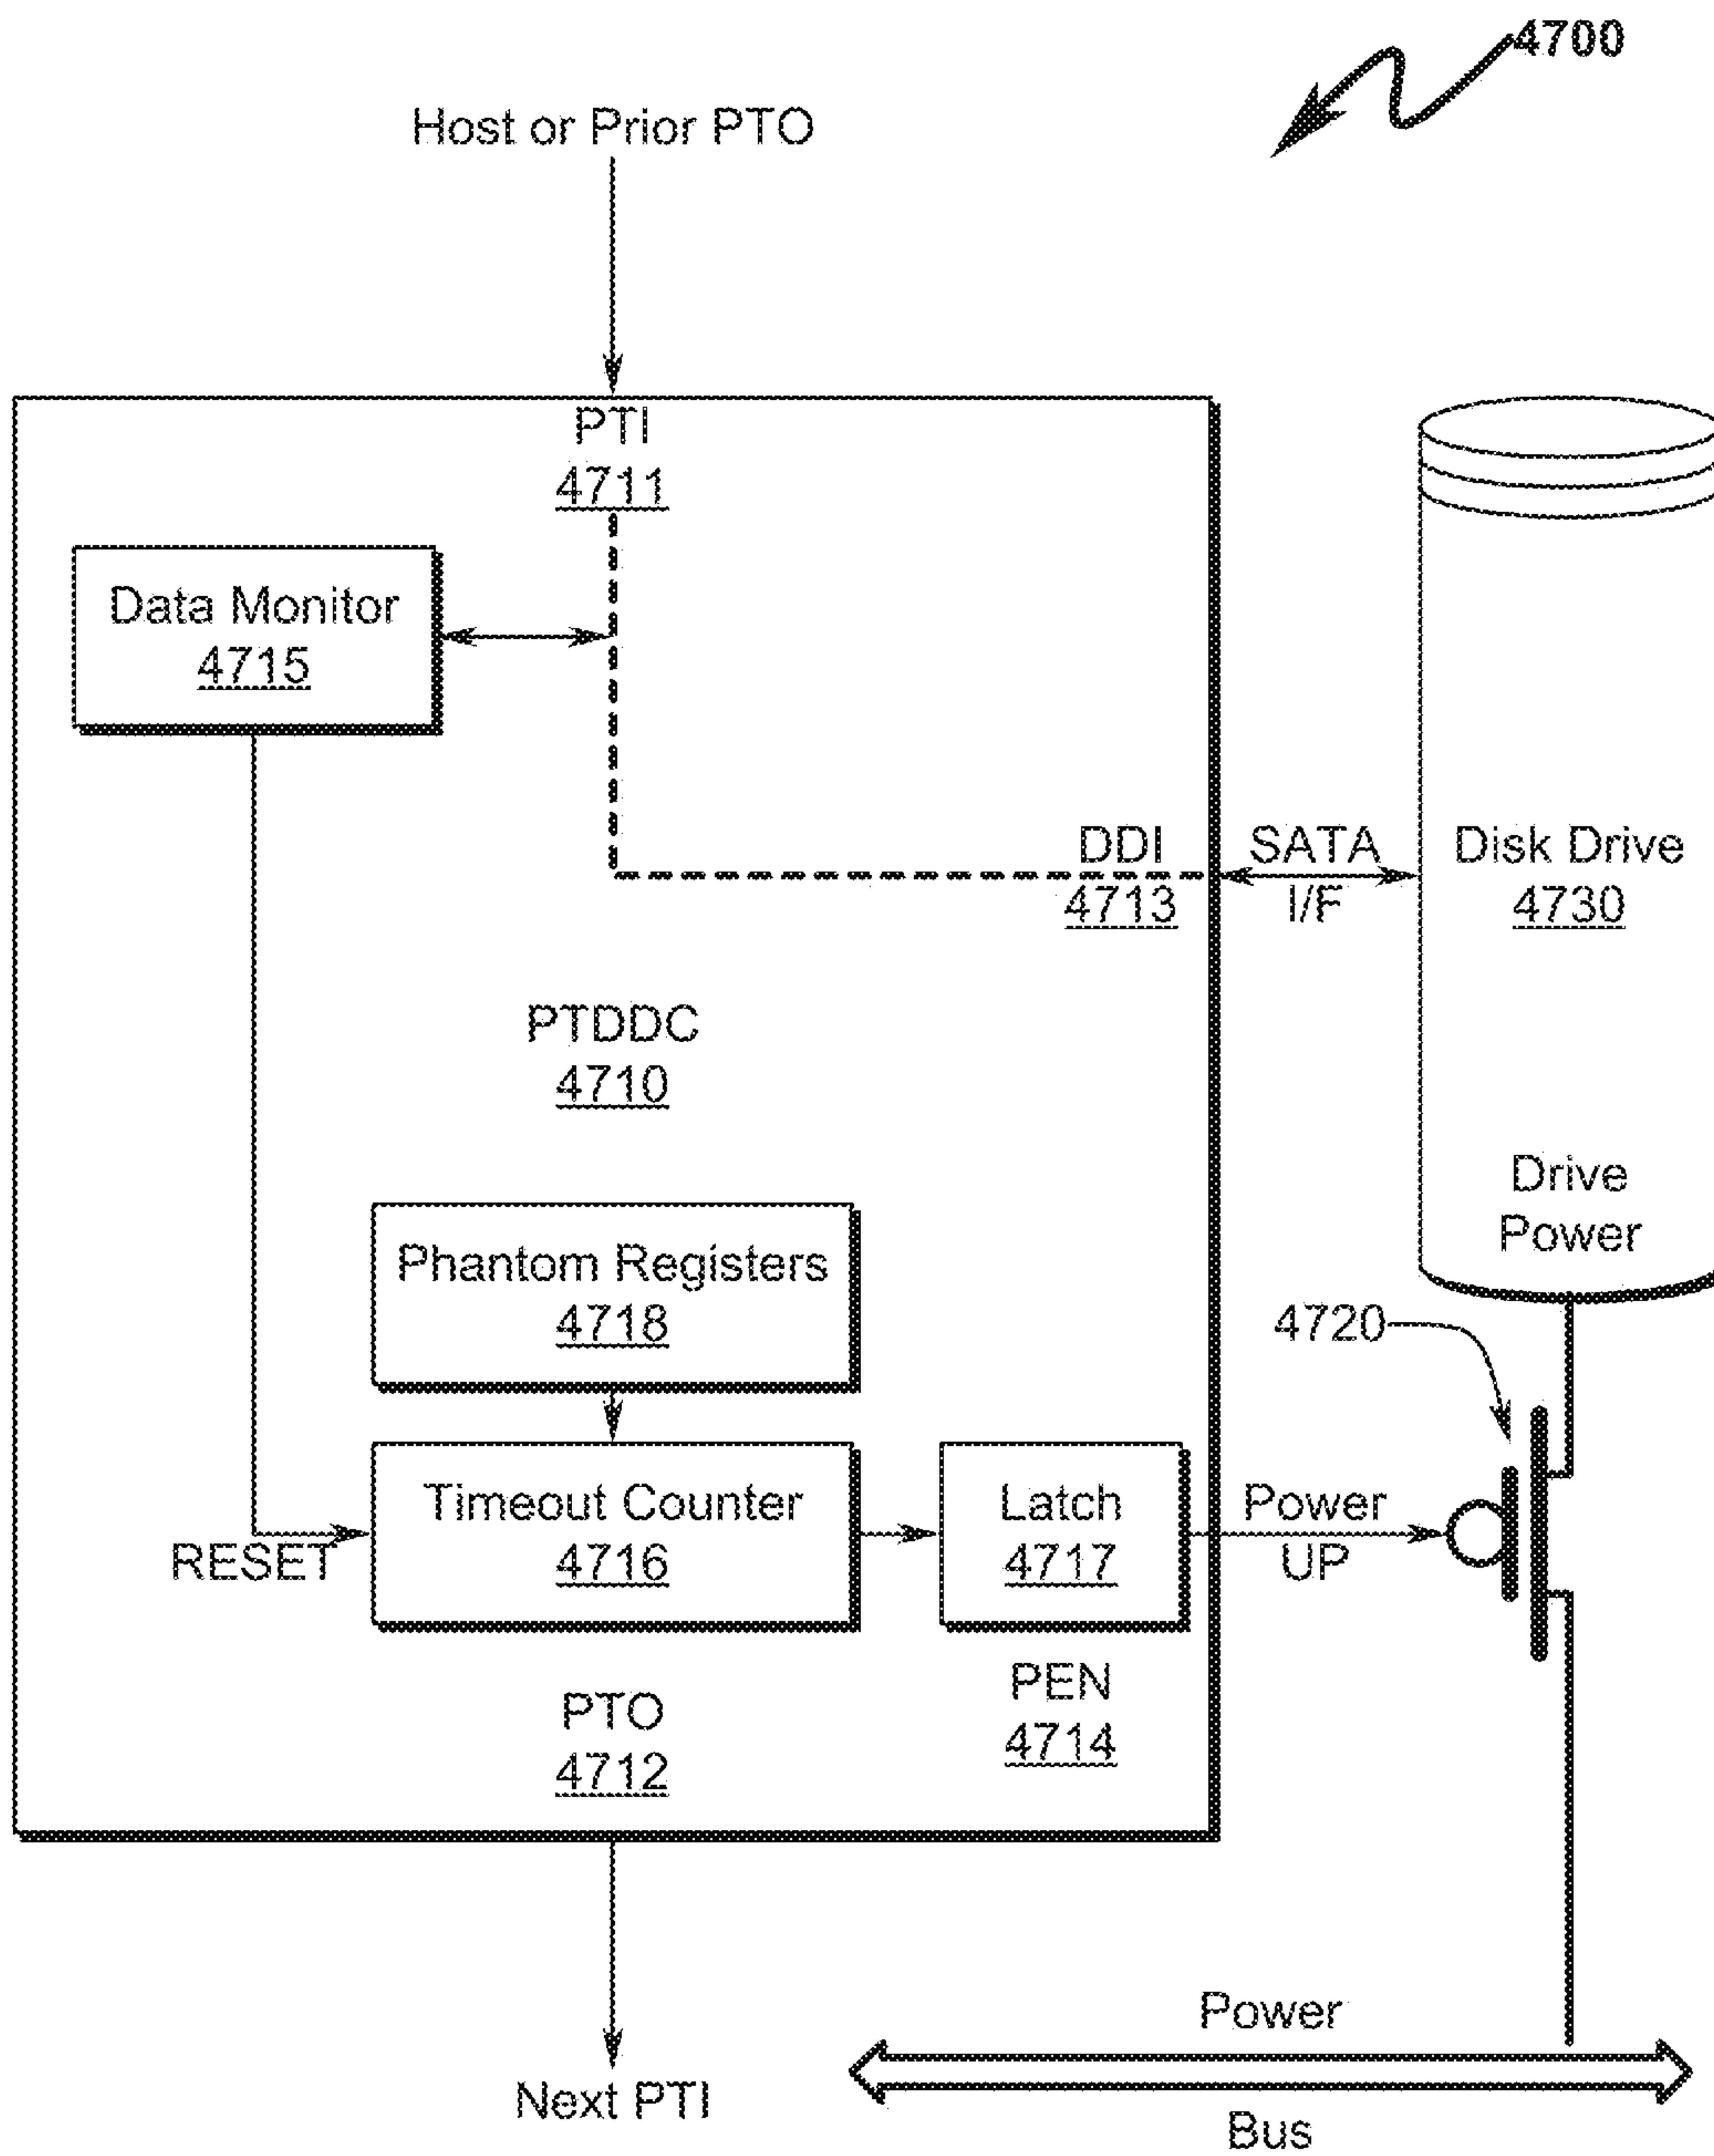 4700
Host or Prior PTO
PTI
4711
Data Monitor
4715
DDI
4713
SATA
I/F
Disk Drive
4730
PTDDC
4710
Drive
Power
Phantom Registers
4718
4720
Timeout Counter
4716
Latch
4717
Power
UP
RESET
PEN
4714
PTO
4712
Power
Next PTI
Bus